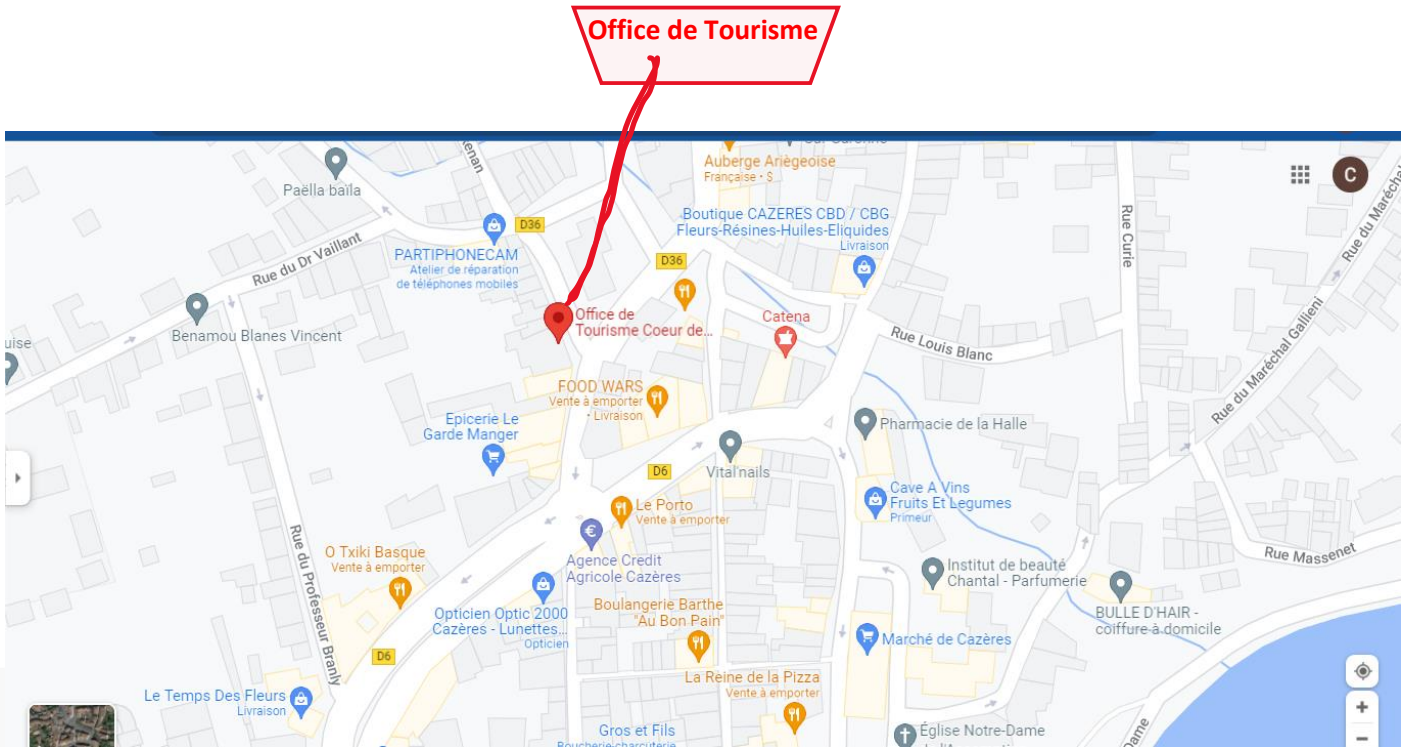 Office de Tourisme
Auberge Ariégeoise
Française · $
Paëlla baïla
Boutique CAZERES CBD / CBG
Fleurs-Résines-Huiles-Eliquides
Livraison
C
Rue Curie
Rue du Maréchal
D36
PARTIPHONECAM
Atelier de réparation
de téléphones mobiles
Rue du Dr Vaillant
D36
Benamou Blanes Vincent
Office de
Tourisme Coeur de...
Catena
Rue Louis Blanc
Rue du Maréchal Gallieni
FOOD WARS
Vente à emporter
· Livraison
Epicerie Le
Garde Manger
Pharmacie de la Halle
D6
Vital'nails
Cave A Vins
Fruits Et Legumes
Primeur
Le Porto
Vente à emporter
Rue du Professeur Branly
O Txiki Basque
Vente à emporter
€
Agence Credit
Agricole Cazères
Rue Massenet
Institut de beauté
Chantal - Parfumerie
Opticien Optic 2000
Cazères - Lunettes...
Opticien
Boulangerie Barthe
"Au Bon Pain"
BULLE D'HAIR -
coiffure à domicile
Marché de Cazères
D6
La Reine de la Pizza
Vente à emporter
Le Temps Des Fleurs
Livraison
Gros et Fils
Boucherie-charcuterie
Église Notre-Dame
Dame
+
−